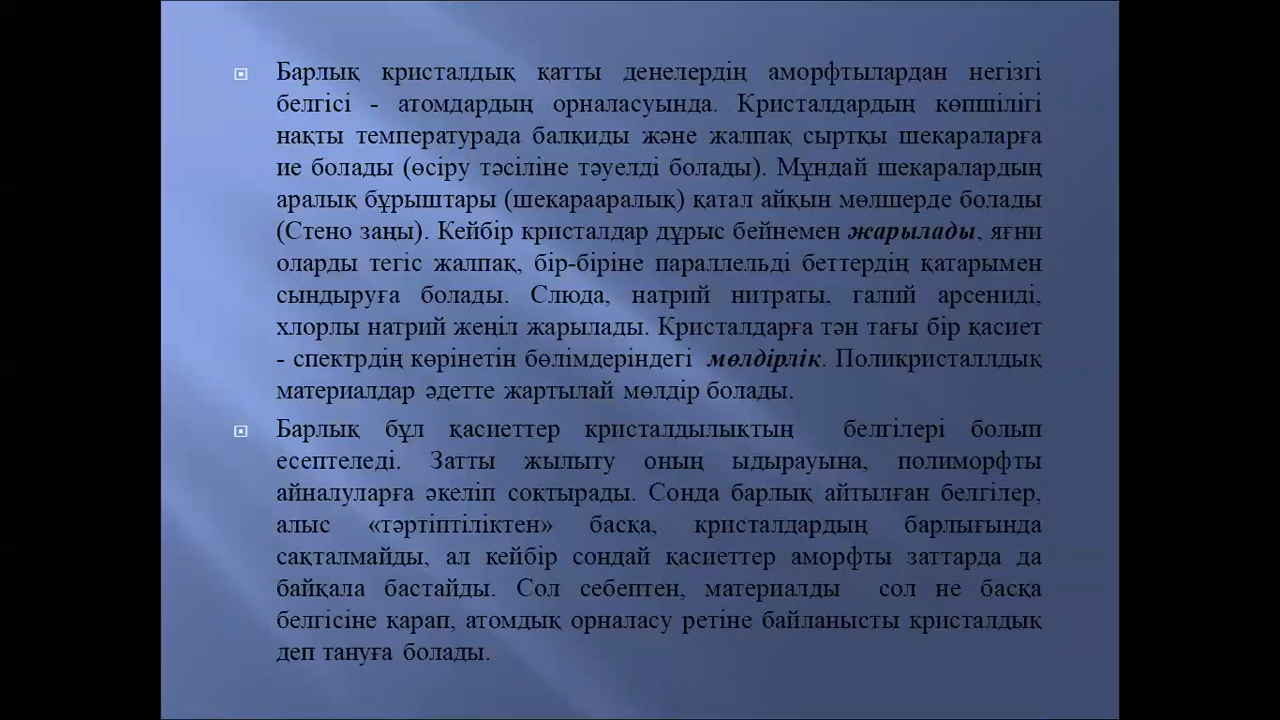 Барлық кристалдық қатты денелердің аморфтылардан негізгі
белгісі - атомдардың орналасуында. Кристалдардың көпшілігі
нақты температурада балқиды және жалпақ сыртқы шекараларға
ие болады (өсіру тәсіліне тәуелді болады). Мұндай шекаралардың
аралық бұрыштары (шекарааралық) қатал айқын мөлшерде болады
(Стено заңы). Кейбір кристалдар дұрыс бейнемен жарылады, яғни
оларды тегіс жалпақ, бір-біріне параллельді беттердің қатарымен
сындыруға болады. Слюда, натрий нитраты, галий арсениді,
хлорлы натрий жеңіл жарылады. Кристалдарға тән тағы бір қасиет
- спектрдің көрінетін бөлімдеріндегі мөлдірлік. Поликристаллдық
материалдар әдетте жартылай мөлдір болады.
Барлық бұл қасиеттер кристалдылықтың белгілері болып
есептеледі. Затты жылыту оның ыдырауына, полиморфты
айналуларға әкеліп соқтырады. Сонда барлық айтылған белгілер,
алыс «тәртіптіліктен» басқа, кристалдардың барлығында
сақталмайды, ал кейбір сондай қасиеттер аморфты заттарда да
байқала бастайды. Сол себептен, материалды сол не басқа
белгісіне қарап, атомдық орналасу ретіне байланысты кристалдық
деп тануға болады.